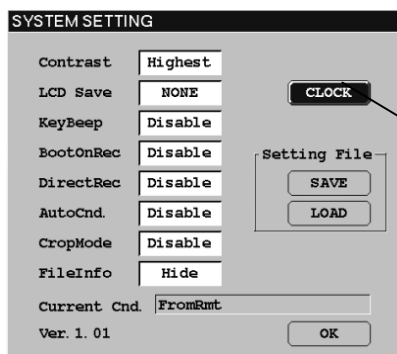 SYSTEM SETTING
Contrast Highest
LCD Save NONE CLOCK
KeyBeep Disable
BootOnRec Disable Setting File
DirectRec Disable SAVE
AutoCnd. Disable LOAD
CropMode Disable
FileInfo Hide
Current Cnd. FromRmt
Ver. 1. 01 OK